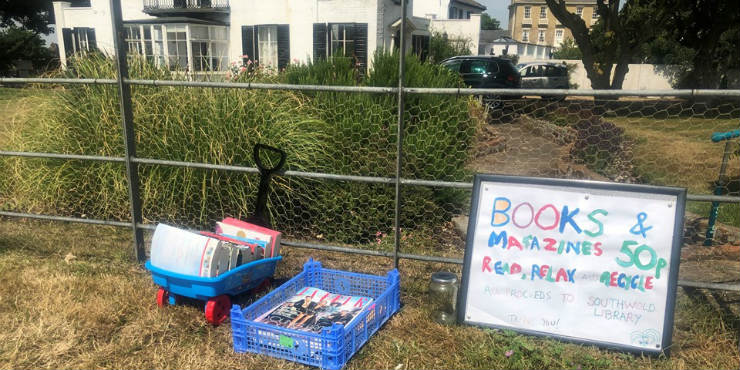 BOOKS &
MAGAZINES 50p
READ, RELAX AND RECYCLE
ALL PROCEEDS TO SOUTHWOLD
LIBRARY
THANK YOU!